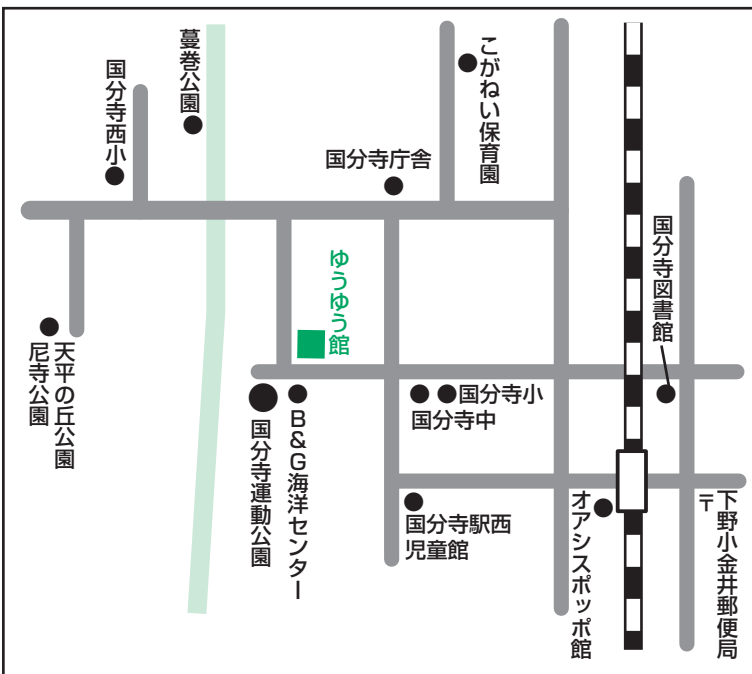 蔓巻公園
国分寺西小
こがねい保育園
国分寺庁舎
国分寺図書館
ゆうゆう館
天平の丘公園
尼寺公園
国分寺小
国分寺中
B&G海洋センター
国分寺運動公園
国分寺駅西
児童館
オアシスポッポ館
下野小金井郵便局
〒